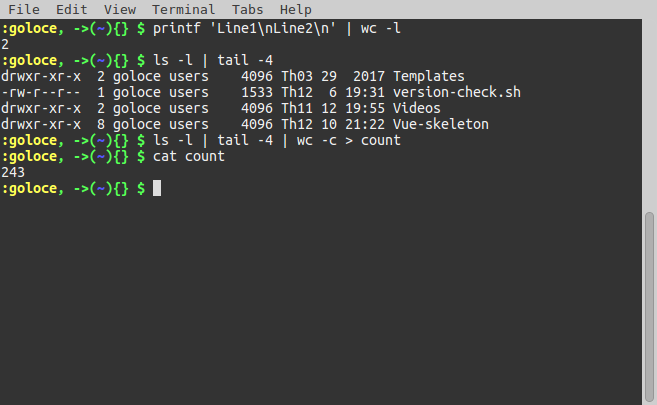 File Edit View Terminal Tabs Help
:goloce, ->(~){} $ printf 'Line1\nLine2\n' | wc -l
2
:goloce, ->(~){} $ ls -l | tail -4
drwxr-xr-x  2 goloce users    4096 Th03 29  2017 Templates
-rw-r--r--  1 goloce users    1533 Th12  6 19:31 version-check.sh
drwxr-xr-x  2 goloce users    4096 Th11 12 19:55 Videos
drwxr-xr-x  8 goloce users    4096 Th12 10 21:22 Vue-skeleton
:goloce, ->(~){} $ ls -l | tail -4 | wc -c > count
:goloce, ->(~){} $ cat count
243
:goloce, ->(~){} $